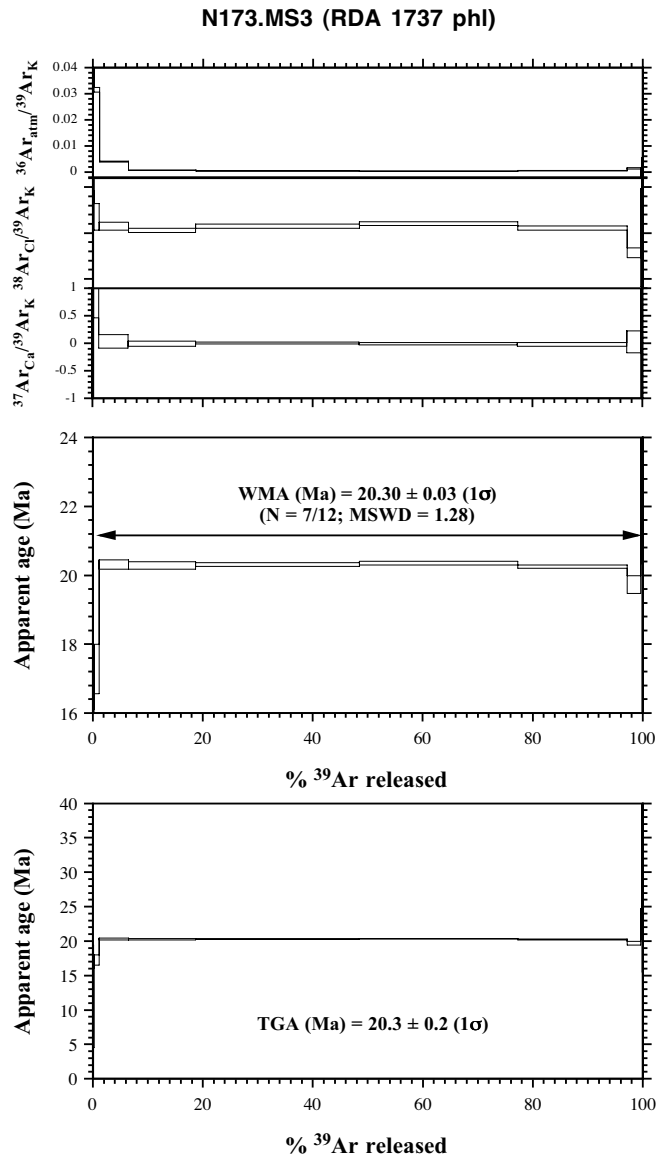 N173.MS3 (RDA 1737 phl)
³⁶Ar_atm/³⁹Ar_K
0.04
0.03
0.02
0.01
0
³⁸Ar_Cl/³⁹Ar_K
³⁷Ar_Ca/³⁹Ar_K
1
0.5
0
-0.5
-1
Apparent age (Ma)
24
22
20
18
16
WMA (Ma) = 20.30 ± 0.03 (1σ)
(N = 7/12; MSWD = 1.28)
0 20 40 60 80 100
% ³⁹Ar released
Apparent age (Ma)
40
35
30
25
20
15
10
5
0
TGA (Ma) = 20.3 ± 0.2 (1σ)
0 20 40 60 80 100
% ³⁹Ar released